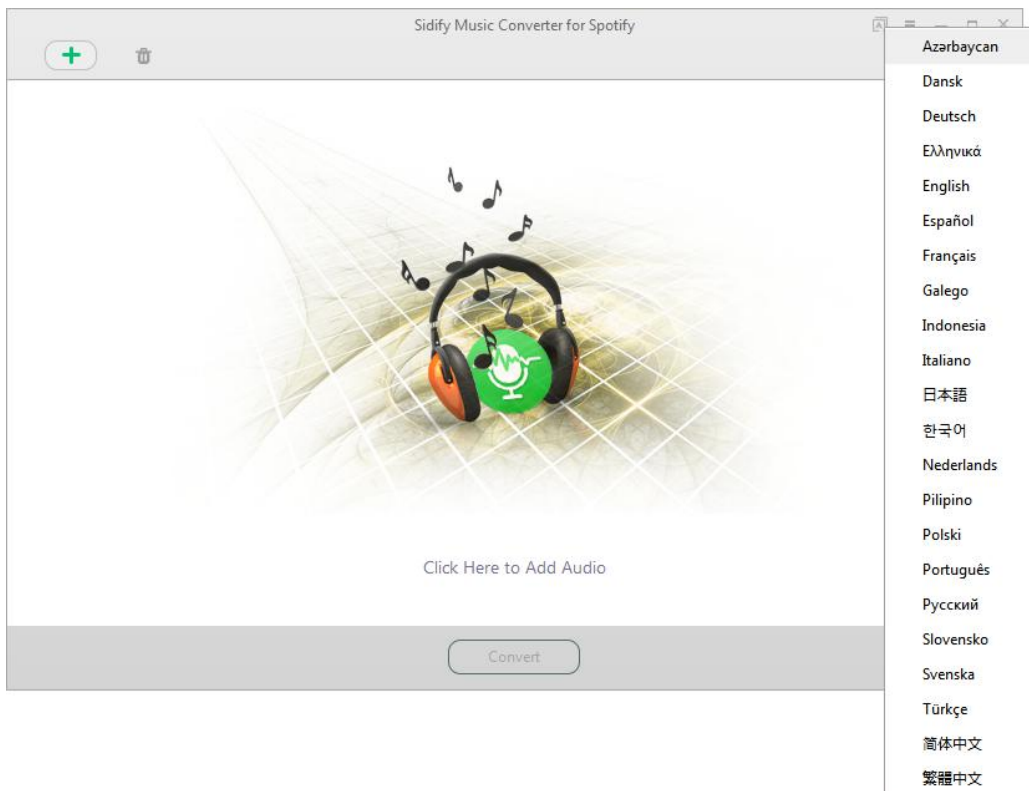 Sidify Music Converter for Spotify
Azərbaycan
Dansk
Deutsch
Ελληνικά
English
Español
Français
Galego
Indonesia
Italiano
日本語
한국어
Nederlands
Pilipino
Polski
Português
Русский
Slovensko
Svenska
Türkçe
简体中文
繁體中文
Click Here to Add Audio
Convert